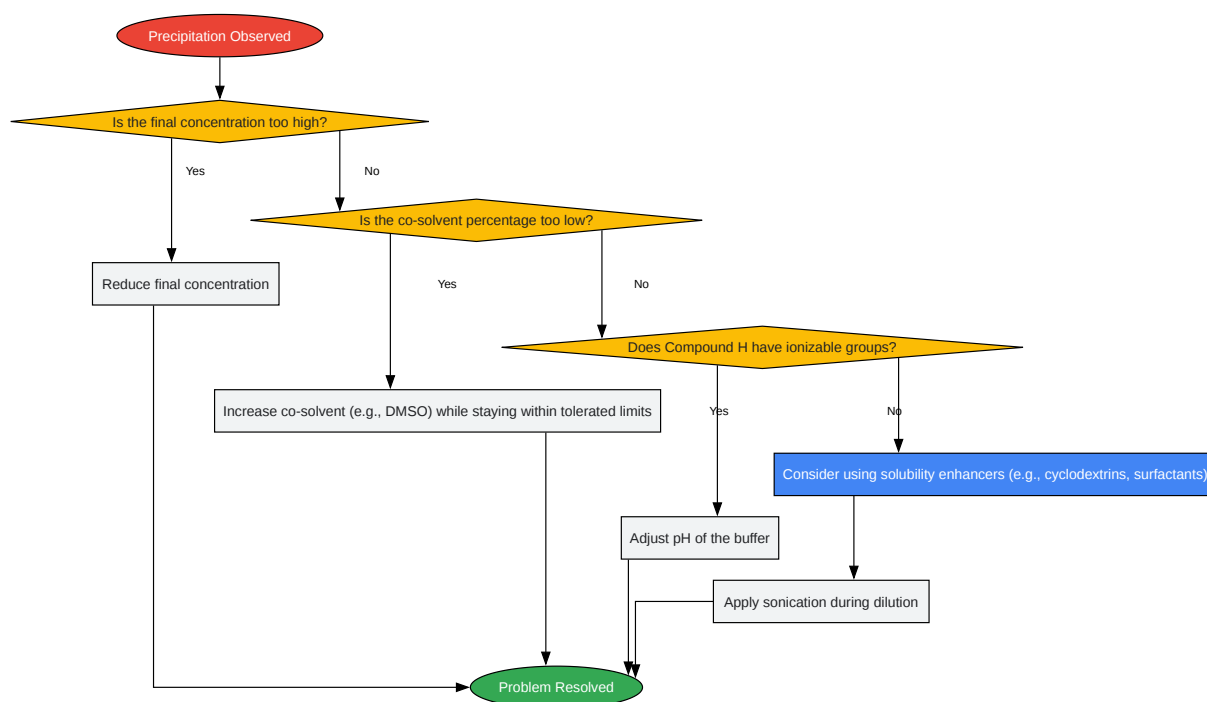 Precipitation Observed
Is the final concentration too high?
Yes
No
Is the co-solvent percentage too low?
Reduce final concentration
Yes
No
Does Compound H have ionizable groups?
Increase co-solvent (e.g., DMSO) while staying within tolerated limits
Yes
No
Consider using solubility enhancers (e.g., cyclodextrins, surfactants)
Adjust pH of the buffer
Apply sonication during dilution
Problem Resolved